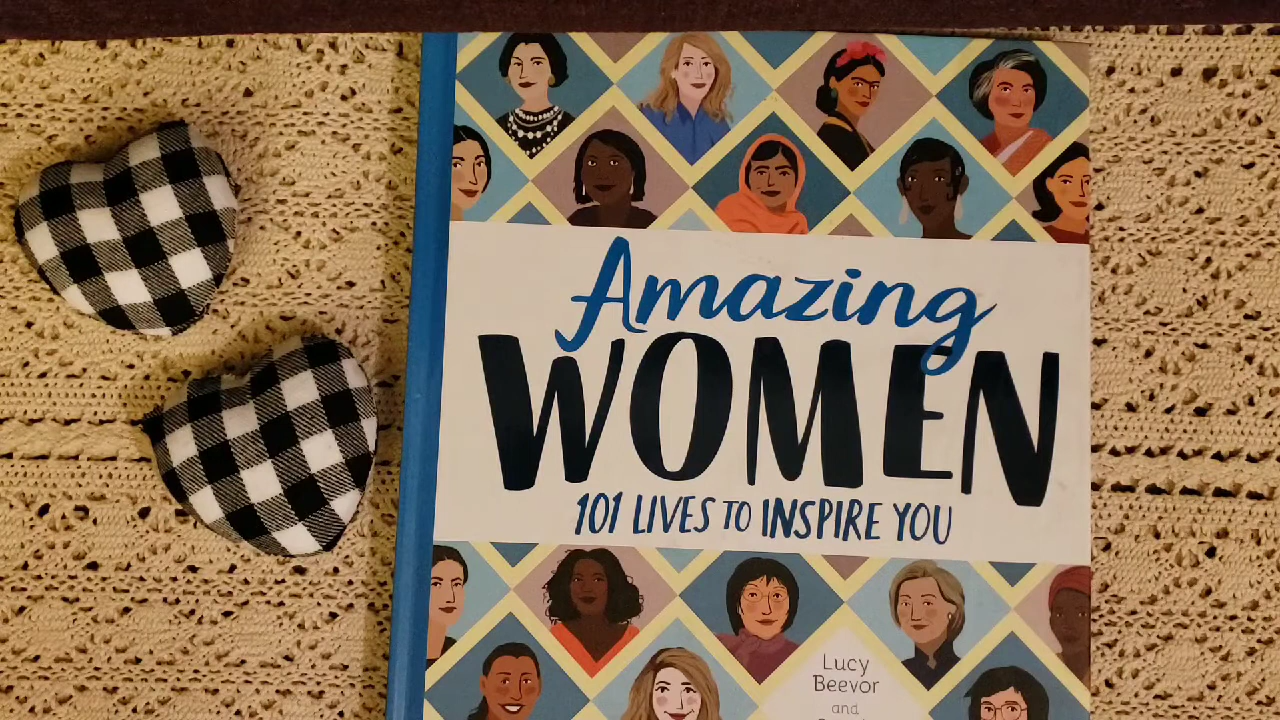 Amazing
WOMEN
101 LIVES TO INSPIRE YOU
Lucy
Beevor
and